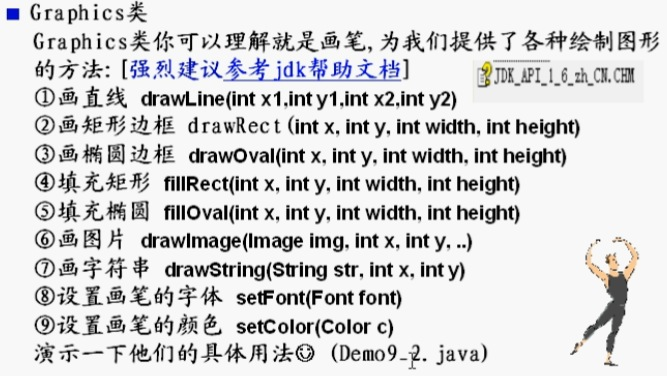 Graphics类
Graphics类你可以理解就是画笔,为我们提供了各种绘制图形
的方法: [强烈建议参考jdk帮助文档]
JDK_API_1_6_zh_CN.CHM
①画直线 drawLine(int x1,int y1,int x2,int y2)
②画矩形边框 drawRect(int x, int y, int width, int height)
③画椭圆边框 drawOval(int x, int y, int width, int height)
④填充矩形 fillRect(int x, int y, int width, int height)
⑤填充椭圆 fillOval(int x, int y, int width, int height)
⑥画图片 drawImage(Image img, int x, int y, ..)
⑦画字符串 drawString(String str, int x, int y)
⑧设置画笔的字体 setFont(Font font)
⑨设置画笔的颜色 setColor(Color c)
演示一下他们的具体用法☺ (Demo9_2. java)